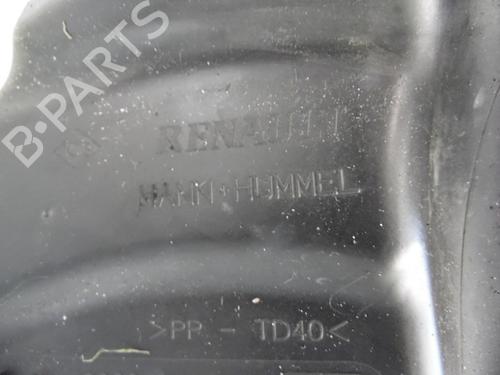 RENAULT
MANN+HUMMEL
>PP - TD40<
B-PARTS